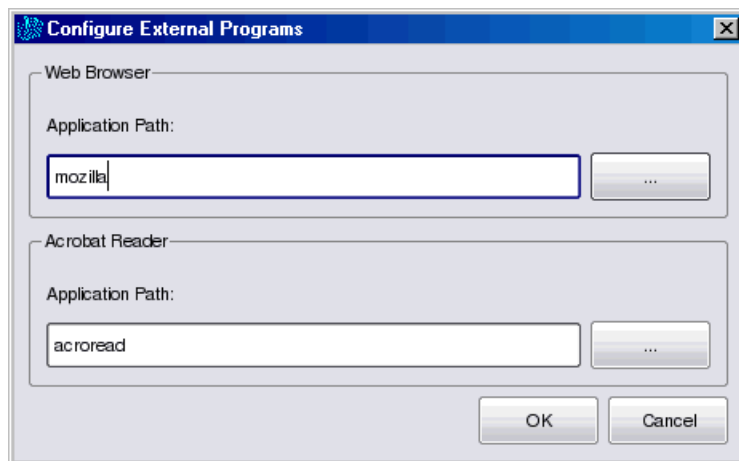 Configure External Programs
Web Browser
Application Path:
mozilla
...
Acrobat Reader
Application Path:
acroread
...
OK Cancel